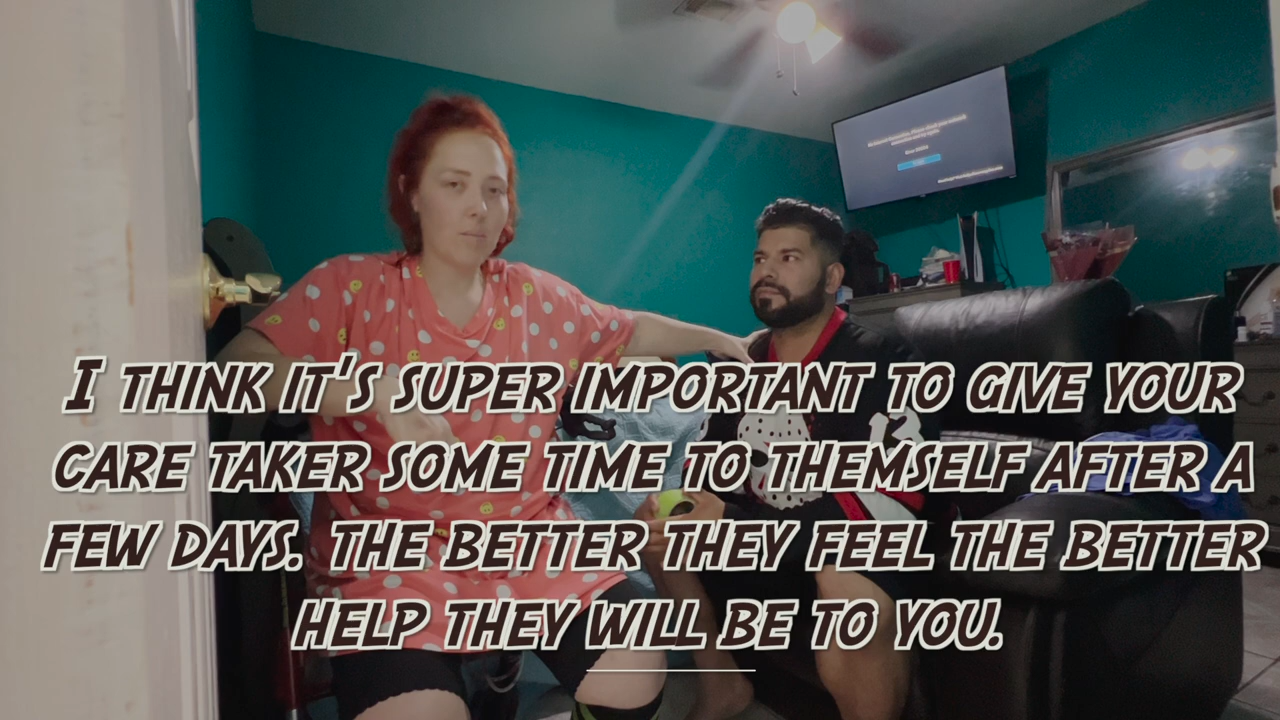 I THINK IT'S SUPER IMPORTANT TO GIVE YOUR
CARE TAKER SOME TIME TO THEMSELF AFTER A
FEW DAYS. THE BETTER THEY FEEL THE BETTER
HELP THEY WILL BE TO YOU.
13